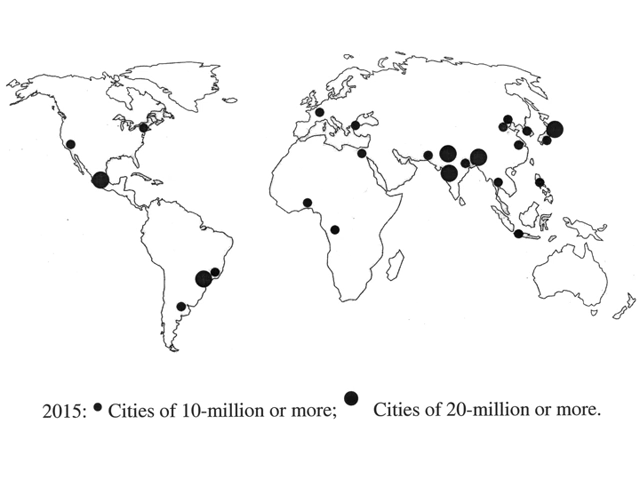 2015: • Cities of 10-million or more; ● Cities of 20-million or more.